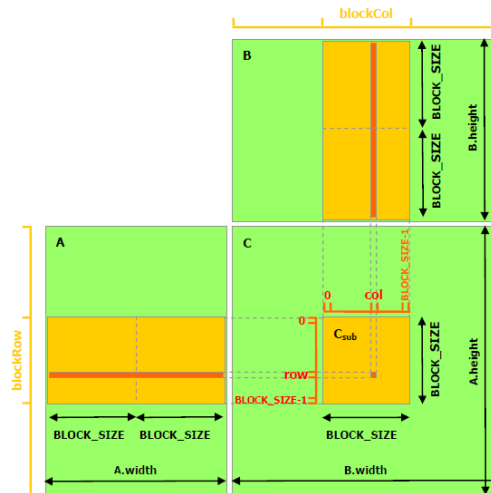 blockCol
B
BLOCK_SIZE
BLOCK_SIZE
B.height
A
C
BLOCK_SIZE-1
0
col
0
C_sub
blockRow
row
BLOCK_SIZE-1
BLOCK_SIZE
A.height
BLOCK_SIZE BLOCK_SIZE
BLOCK_SIZE
A.width
B.width